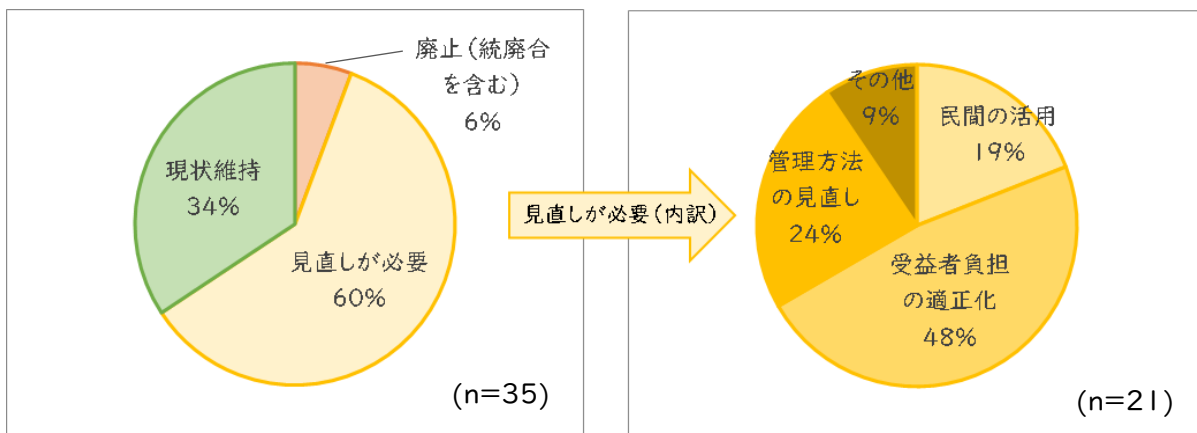 廃止(統廃合
を含む)
6%
現状維持
34%
見直しが必要
60%
(n=35)
見直しが必要(内訳)
その他
9%
民間の活用
19%
管理方法
の見直し
24%
受益者負担
の適正化
48%
(n=21)